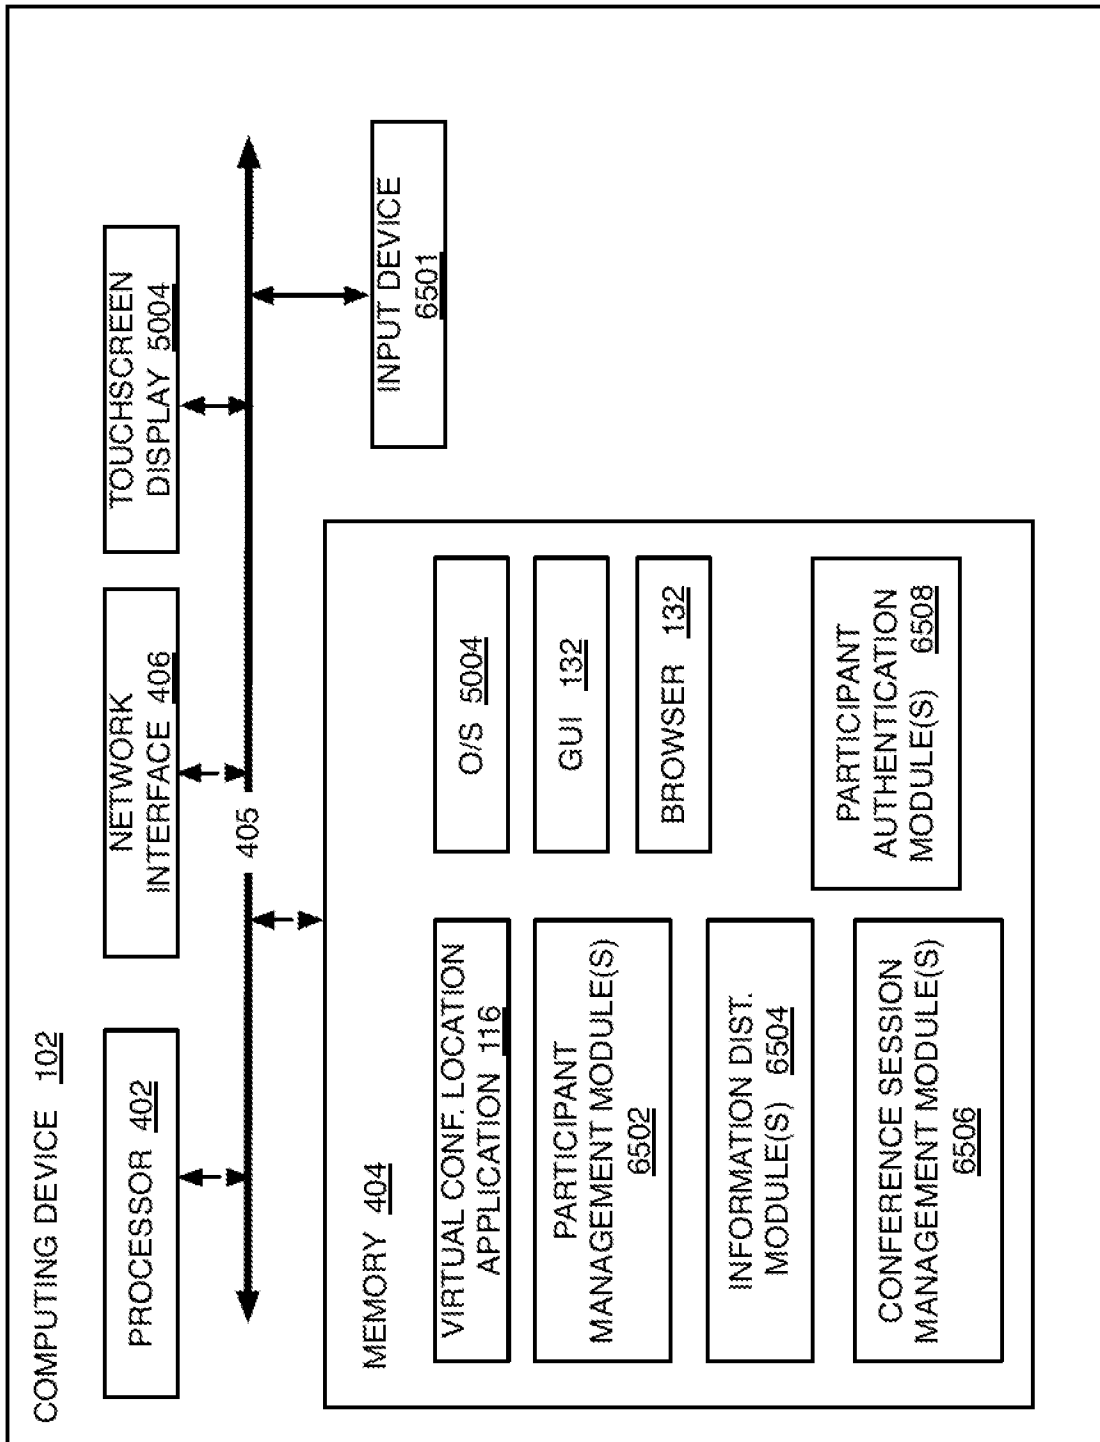 COMPUTING DEVICE 102
PROCESSOR 402
NETWORK
INTERFACE 406
TOUCHSCREEN
DISPLAY 5004
405
INPUT DEVICE
6501
MEMORY 404
VIRTUAL CONF. LOCATION
APPLICATION 116
PARTICIPANT
MANAGEMENT MODULE(S)
6502
INFORMATION DIST.
MODULE(S) 6504
CONFERENCE SESSION
MANAGEMENT MODULE(S)
6506
O/S 5004
GUI 132
BROWSER 132
PARTICIPANT
AUTHENTICATION
MODULE(S) 6508